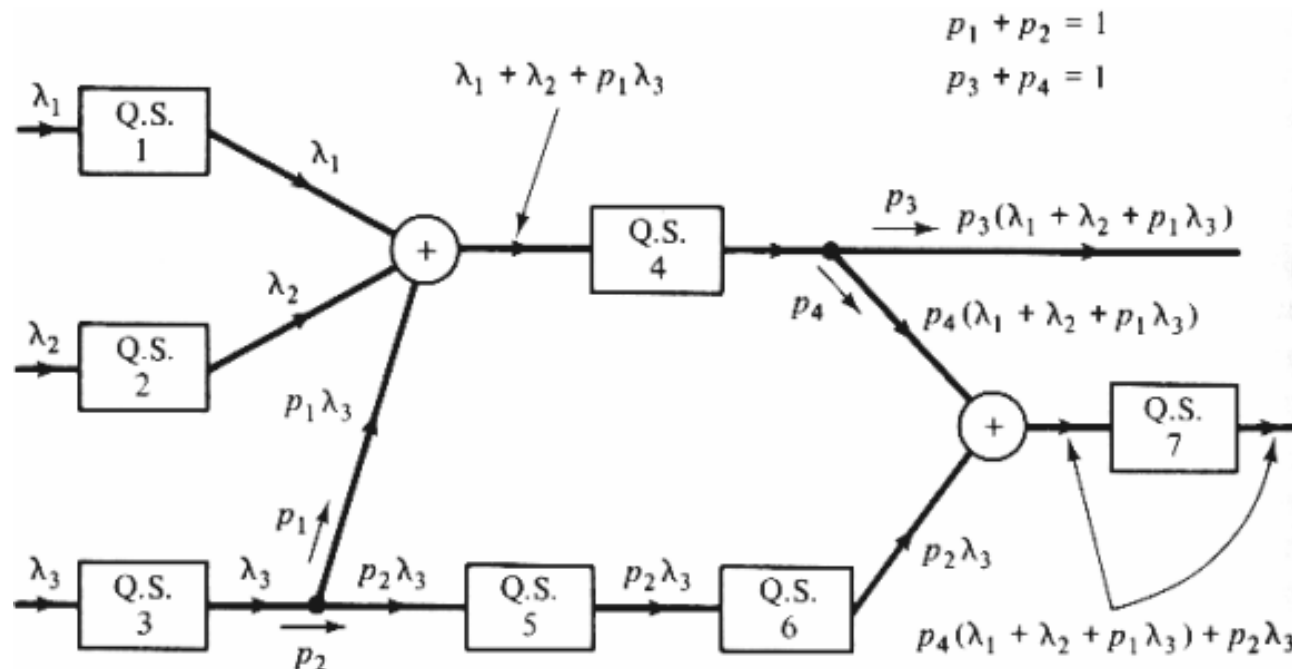 p₁ + p₂ = 1
p₃ + p₄ = 1
λ₁ + λ₂ + p₁λ₃
λ₁
Q.S.
1
λ₁
+
Q.S.
4
p₃
p₃(λ₁ + λ₂ + p₁λ₃)
p₄
p₄(λ₁ + λ₂ + p₁λ₃)
λ₂
Q.S.
2
λ₂
p₁λ₃
+
Q.S.
7
p₁
λ₃
Q.S.
3
λ₃
p₂
p₂λ₃
Q.S.
5
p₂λ₃
Q.S.
6
p₂λ₃
p₄(λ₁ + λ₂ + p₁λ₃) + p₂λ₃